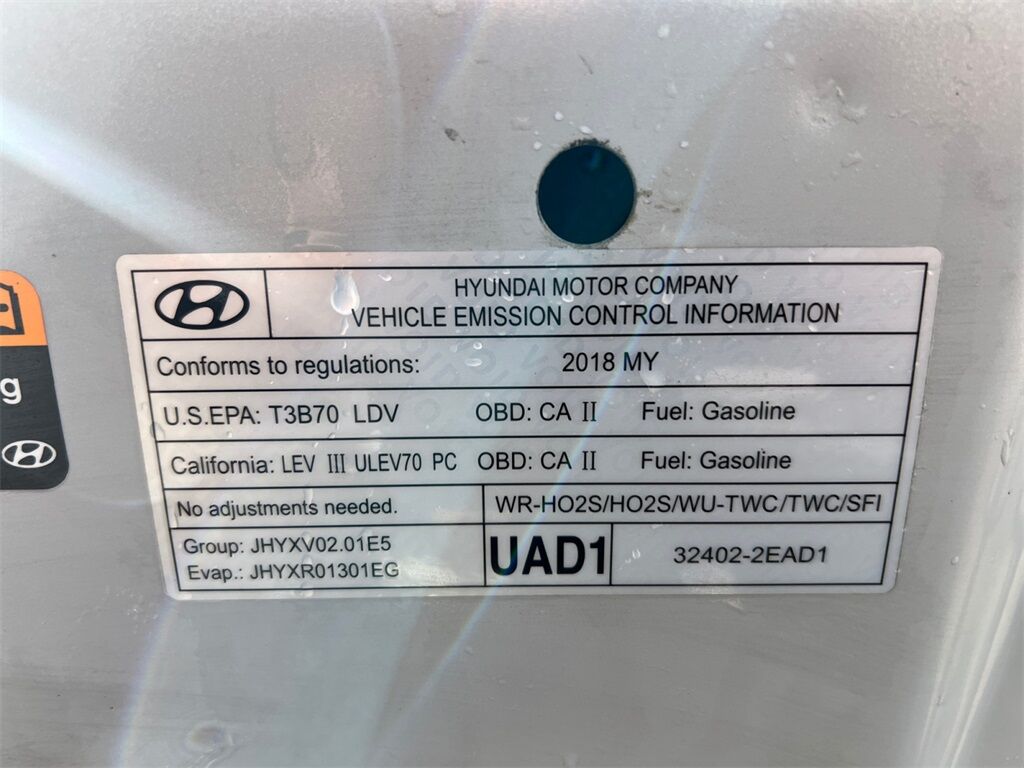 HYUNDAI MOTOR COMPANY
VEHICLE EMISSION CONTROL INFORMATION
Conforms to regulations: 2018 MY
U.S.EPA: T3B70 LDV OBD: CA II Fuel: Gasoline
California: LEV III ULEV70 PC OBD: CA II Fuel: Gasoline
No adjustments needed. WR-HO2S/HO2S/WU-TWC/TWC/SFI
Group: JHYXV02.01E5
Evap.: JHYXR01301EG
UAD1 32402-2EAD1
g